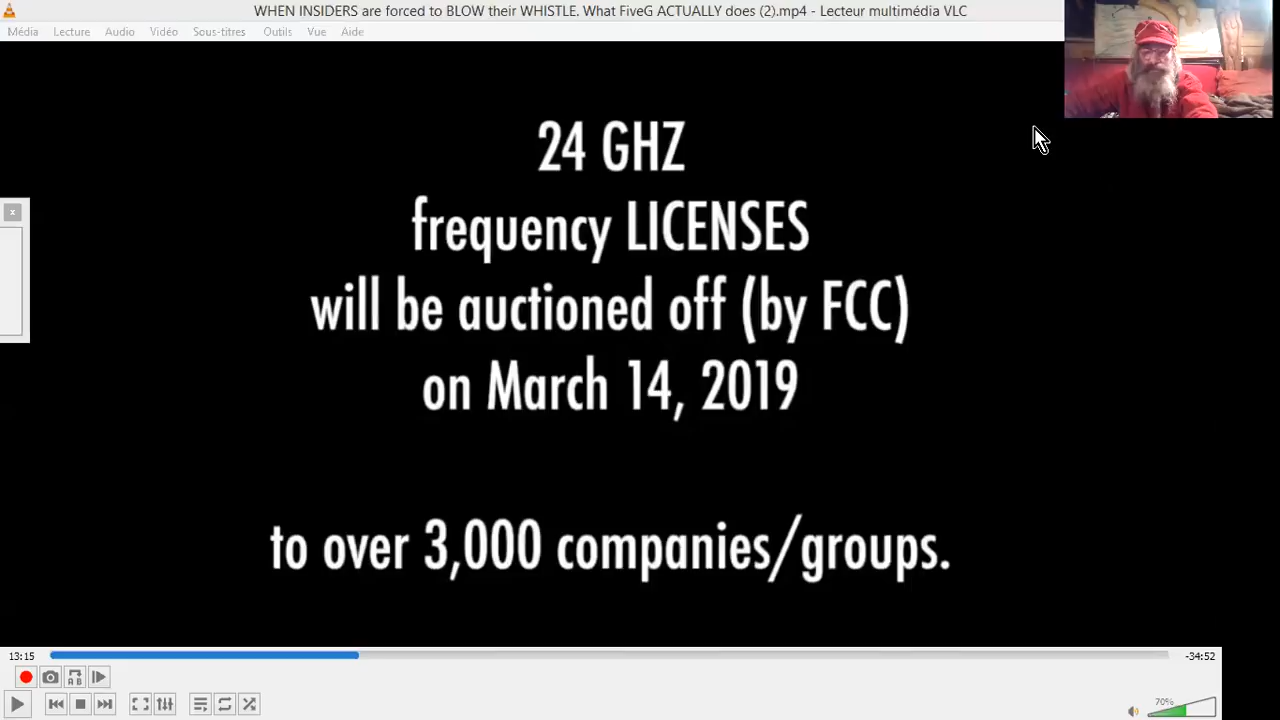 WHEN INSIDERS are forced to BLOW their WHISTLE. What FiveG ACTUALLY does (2).mp4 - Lecteur multimédia VLC
Média Lecture Audio Vidéo Sous-titres Outils Vue Aide
24 GHZ
frequency LICENSES
will be auctioned off (by FCC)
on March 14, 2019
to over 3,000 companies/groups.
13:15 -34:52
70%